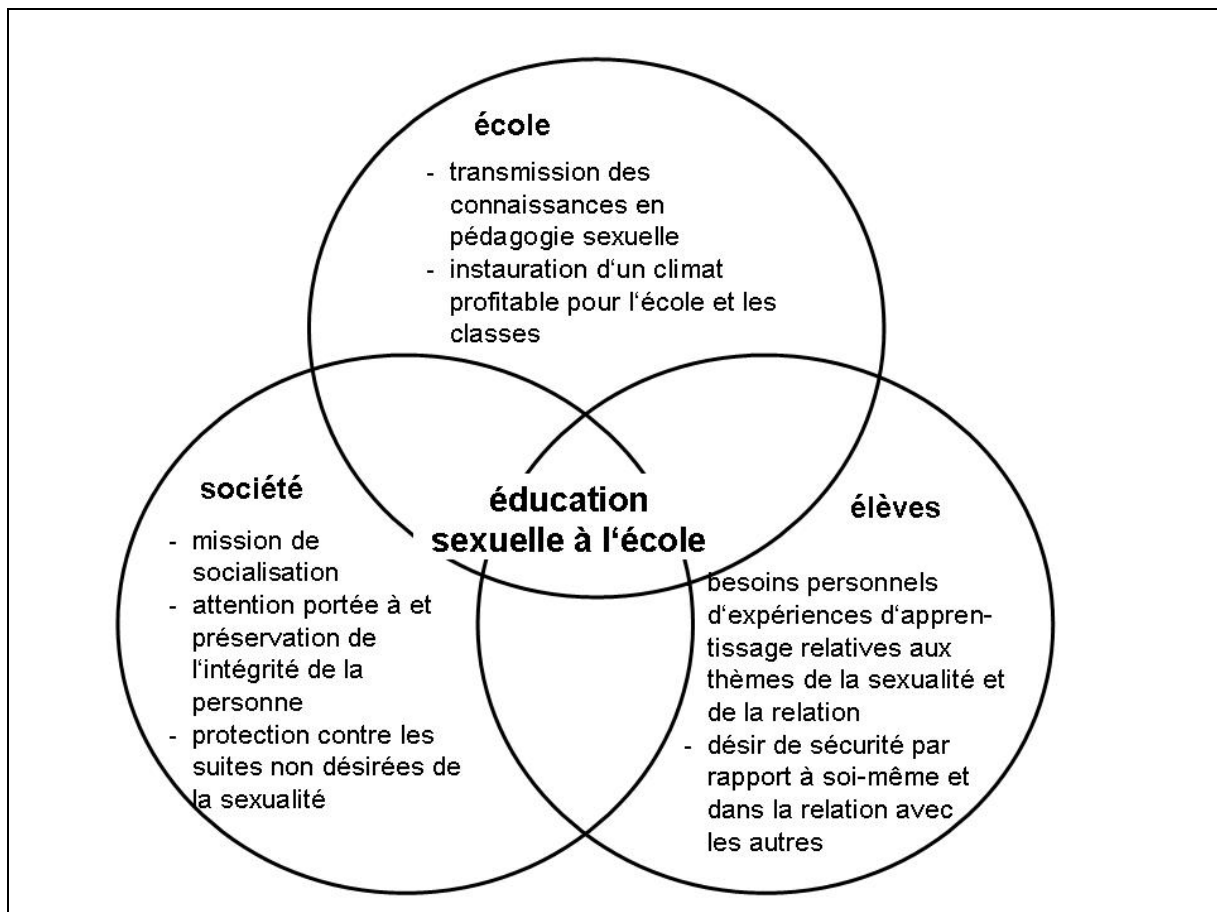 école
- transmission des
connaissances en
pédagogie sexuelle
- instauration d‘un climat
profitable pour l‘école et les
classes
société
- mission de
socialisation
- attention portée à et
préservation de
l‘intégrité de la
personne
- protection contre les
suites non désirées de
la sexualité
éducation
sexuelle à l‘école
élèves
besoins personnels
d‘expériences d‘appren-
tissage relatives aux
thèmes de la sexualité et
de la relation
- désir de sécurité par
rapport à soi-même et
dans la relation avec
les autres